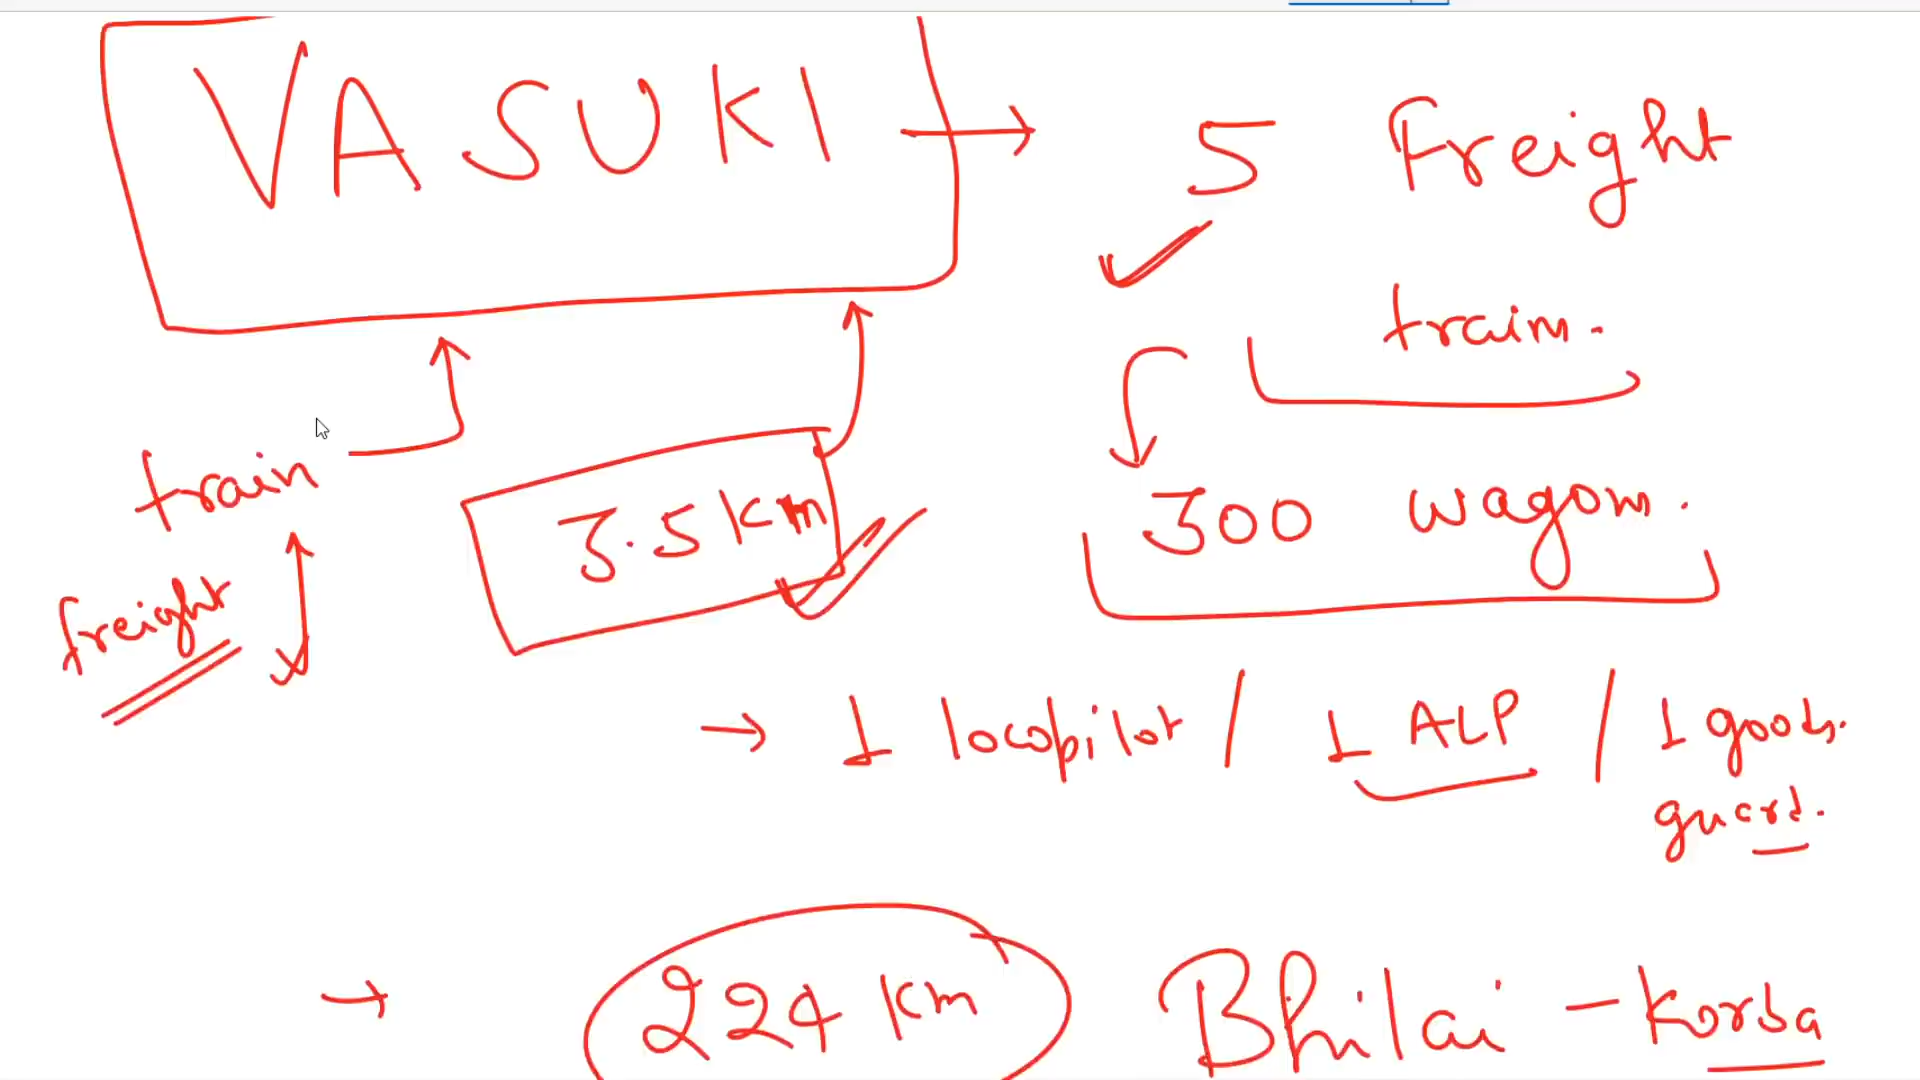 VASUKI → 5 Freight
train.
train
3.5 Km
300 wagon.
freight
→ 1 locopilot / 1 ALP / 1 goods.
guard.
→ 224 Km Bhilai - Korba